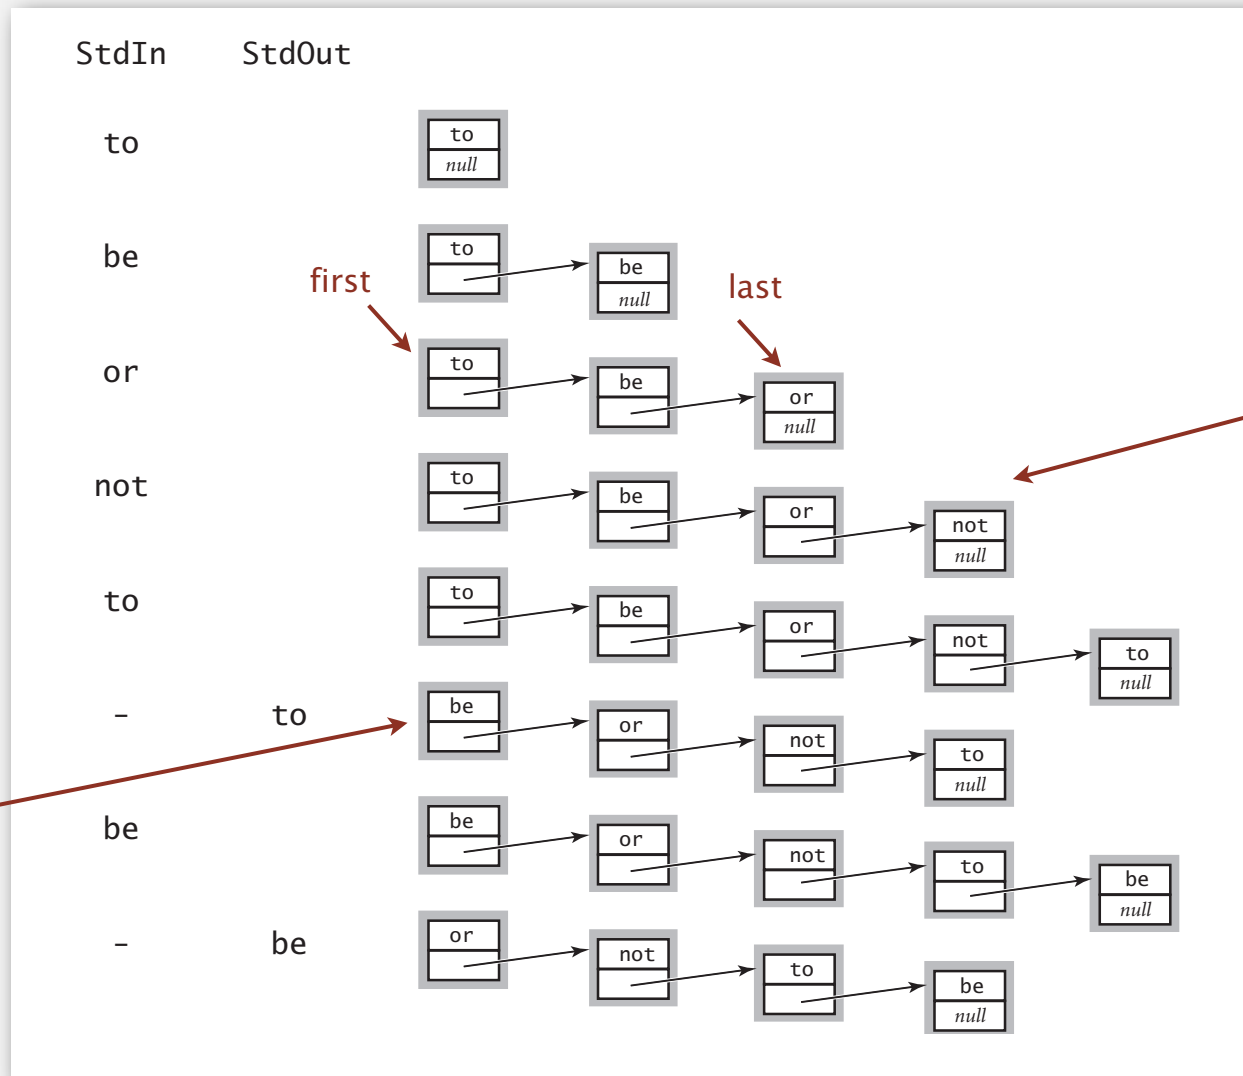 StdIn StdOut
to
to
null
be
to
be
null
first
last
or
to
be
or
null
not
to
be
or
not
null
to
to
be
or
not
to
null
- to
be
or
not
to
null
be
be
or
not
to
be
null
- be
or
not
to
be
null